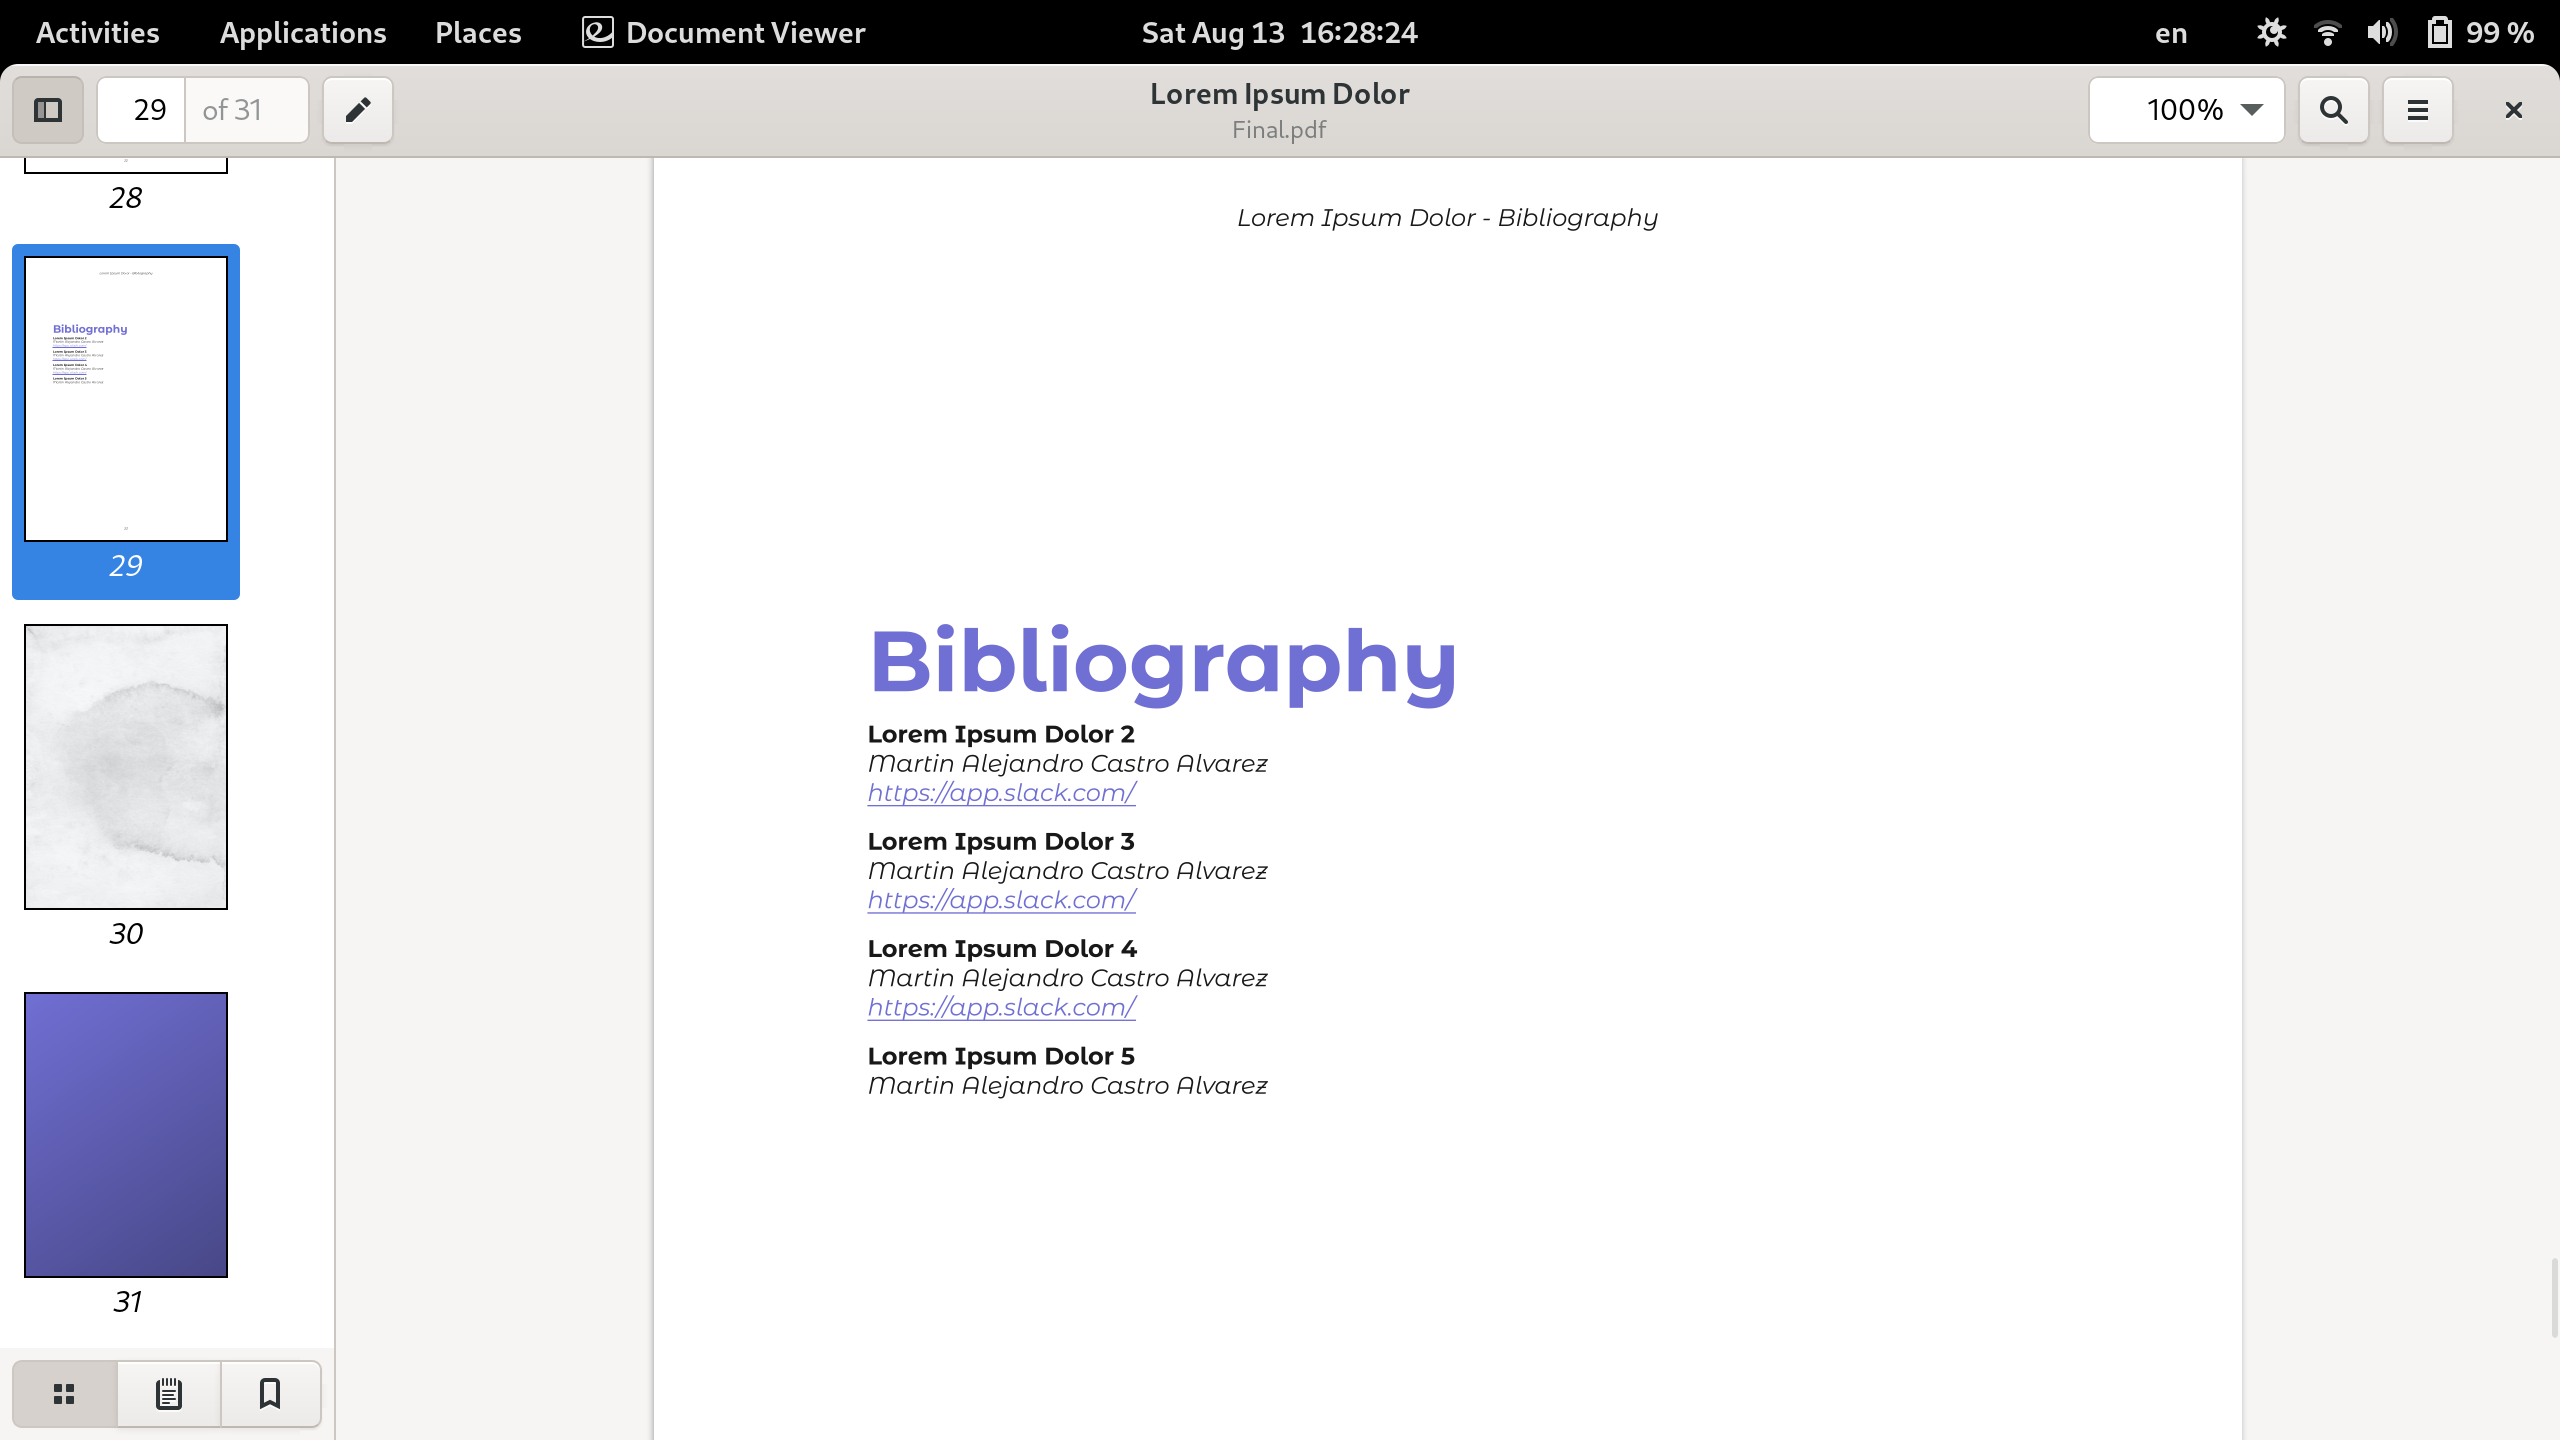 Activities Applications Places Document Viewer Sat Aug 13 16:28:24 en 99 %
29 of 31 Lorem Ipsum Dolor 100%
Final.pdf
28
Lorem Ipsum Dolor - Bibliography
Bibliography
29
30
31
Lorem Ipsum Dolor - Bibliography
Bibliography
Lorem Ipsum Dolor 2
Martin Alejandro Castro Alvarez
https://app.slack.com/
Lorem Ipsum Dolor 3
Martin Alejandro Castro Alvarez
https://app.slack.com/
Lorem Ipsum Dolor 4
Martin Alejandro Castro Alvarez
https://app.slack.com/
Lorem Ipsum Dolor 5
Martin Alejandro Castro Alvarez